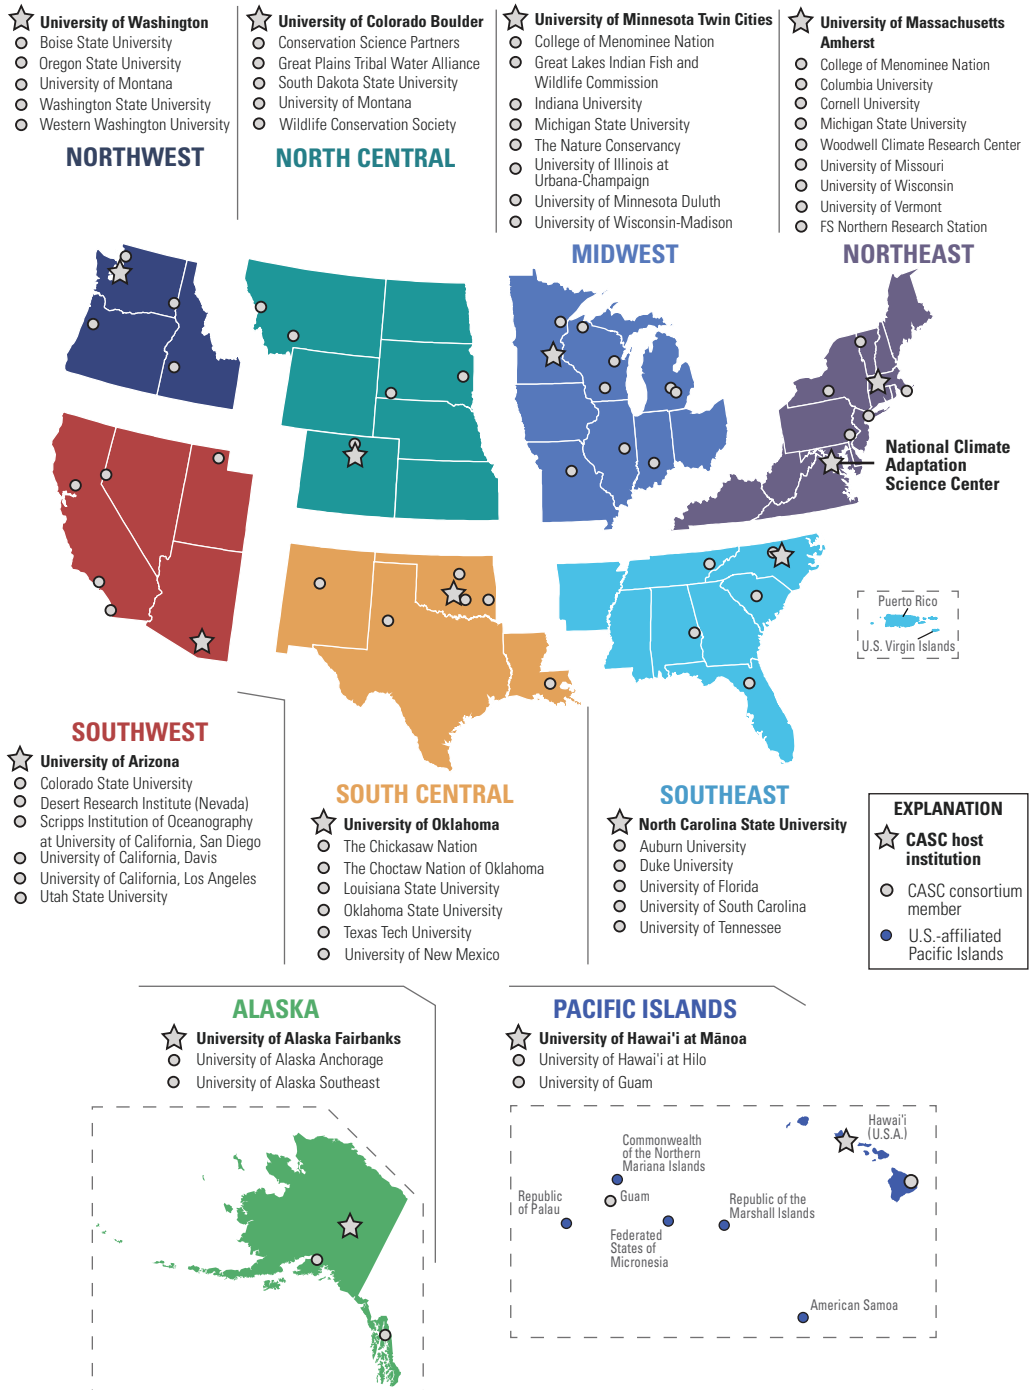 University of Washington
Boise State University
Oregon State University
University of Montana
Washington State University
Western Washington University
NORTHWEST
University of Colorado Boulder
Conservation Science Partners
Great Plains Tribal Water Alliance
South Dakota State University
University of Montana
Wildlife Conservation Society
NORTH CENTRAL
University of Minnesota Twin Cities
College of Menominee Nation
Great Lakes Indian Fish and
Wildlife Commission
Indiana University
Michigan State University
The Nature Conservancy
University of Illinois at
Urbana-Champaign
University of Minnesota Duluth
University of Wisconsin-Madison
MIDWEST
University of Massachusetts
Amherst
College of Menominee Nation
Columbia University
Cornell University
Michigan State University
Woodwell Climate Research Center
University of Missouri
University of Wisconsin
University of Vermont
FS Northern Research Station
NORTHEAST
National Climate
Adaptation
Science Center
Puerto Rico
U.S. Virgin Islands
SOUTHWEST
University of Arizona
Colorado State University
Desert Research Institute (Nevada)
Scripps Institution of Oceanography
at University of California, San Diego
University of California, Davis
University of California, Los Angeles
Utah State University
SOUTH CENTRAL
University of Oklahoma
The Chickasaw Nation
The Choctaw Nation of Oklahoma
Louisiana State University
Oklahoma State University
Texas Tech University
University of New Mexico
SOUTHEAST
North Carolina State University
Auburn University
Duke University
University of Florida
University of South Carolina
University of Tennessee
EXPLANATION
CASC host
institution
CASC consortium
member
U.S.-affiliated
Pacific Islands
ALASKA
University of Alaska Fairbanks
University of Alaska Anchorage
University of Alaska Southeast
PACIFIC ISLANDS
University of Hawai'i at Mānoa
University of Hawai'i at Hilo
University of Guam
Hawai'i
(U.S.A.)
Commonwealth
of the Northern
Mariana Islands
Republic
of Palau
Guam
Republic of the
Marshall Islands
Federated
States of
Micronesia
American Samoa